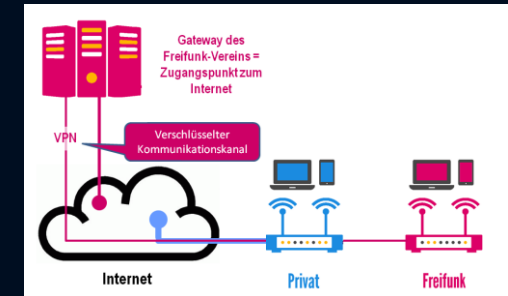 Gateway des
Freifunk-Vereins =
Zugangspunkt zum
Internet
VPN
Verschlüsselter
Kommunikationskanal
Internet
Privat
Freifunk